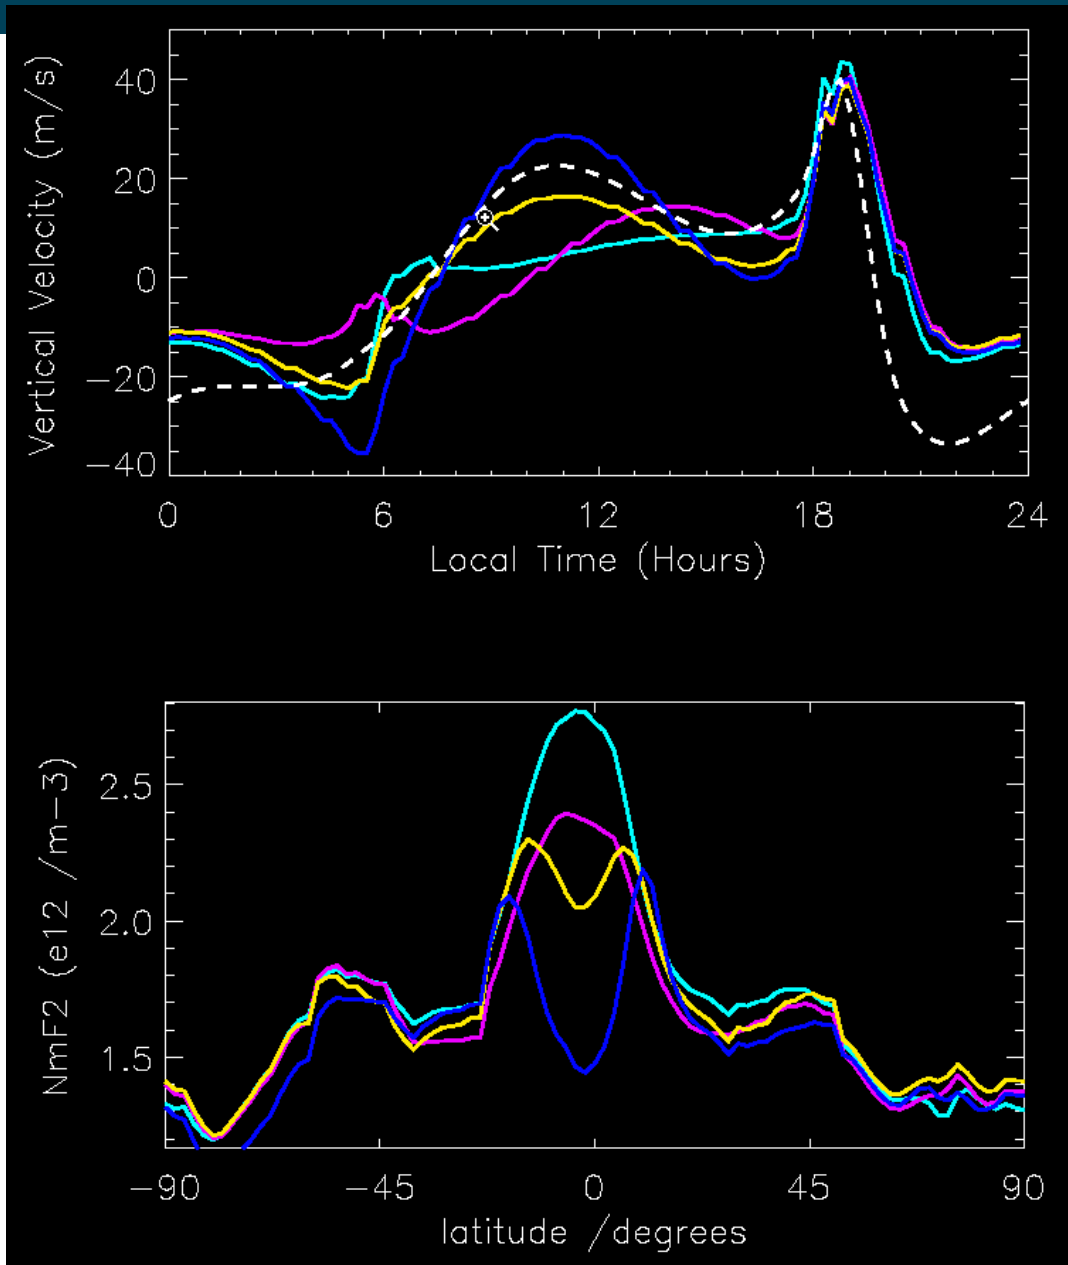 Vertical Velocity (m/s)
40
20
0
−20
−40
0 6 12 18 24
Local Time (Hours)
NmF2 (e12 /m−3)
2.5
2.0
1.5
−90 −45 0 45 90
latitude /degrees